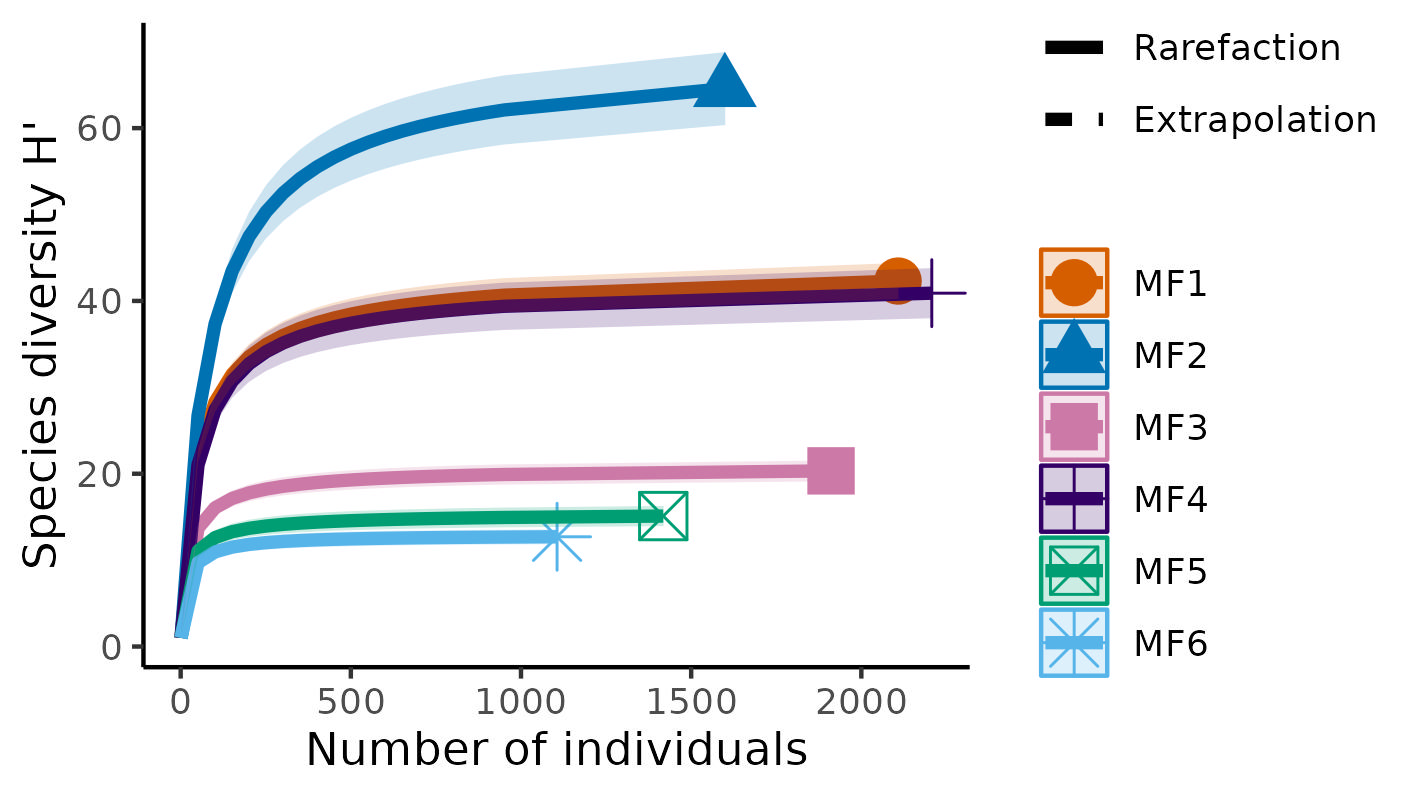 Species diversity H'
60
40
20
0
0 500 1000 1500 2000
Number of individuals
Rarefaction
Extrapolation
MF1
MF2
MF3
MF4
MF5
MF6